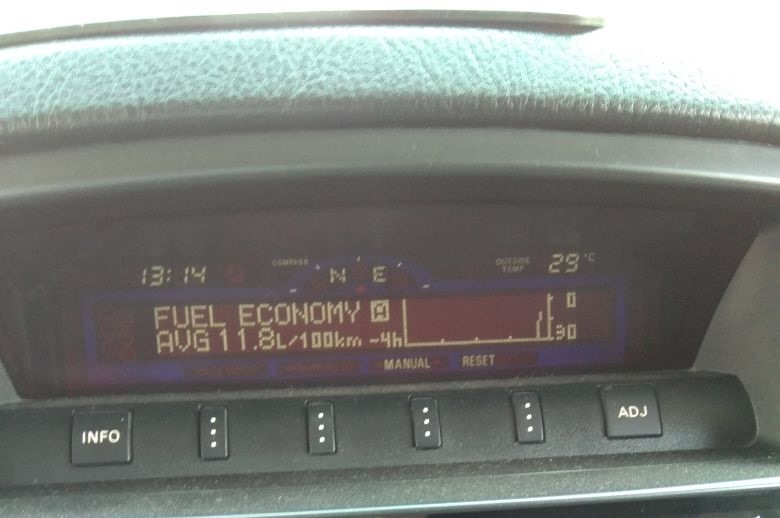 COMPASS
OUTSIDE TEMP
13:14 N E 29°C
FUEL ECONOMY A 0
AVG 11.8L/100km -4h 30
MANUAL RESET
INFO ADJ